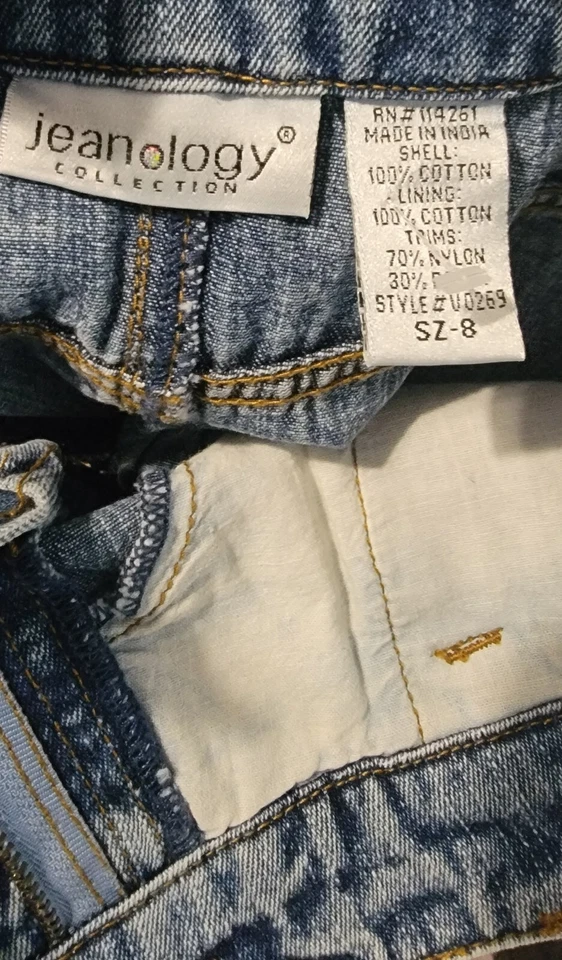 jeanology®
COLLECTION
RN#114261
MADE IN INDIA
SHELL:
100% COTTON
LINING:
100% COTTON
TRIMS:
70% NYLON
30%
STYLE#U0269
SZ-8